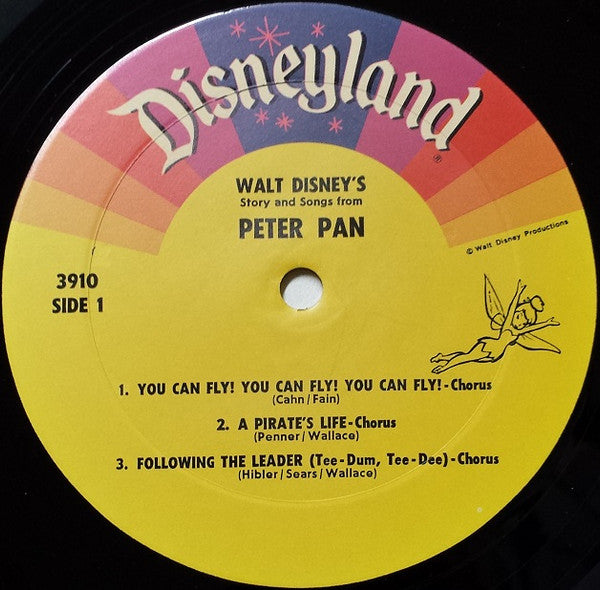 Disneyland®
WALT DISNEY'S
Story and Songs from
PETER PAN
© Walt Disney Productions
3910
SIDE 1
1. YOU CAN FLY! YOU CAN FLY! YOU CAN FLY!-Chorus
(Cahn/Fain)
2. A PIRATE'S LIFE-Chorus
(Penner/Wallace)
3. FOLLOWING THE LEADER (Tee-Dum, Tee-Dee)-Chorus
(Hibler/Sears/Wallace)